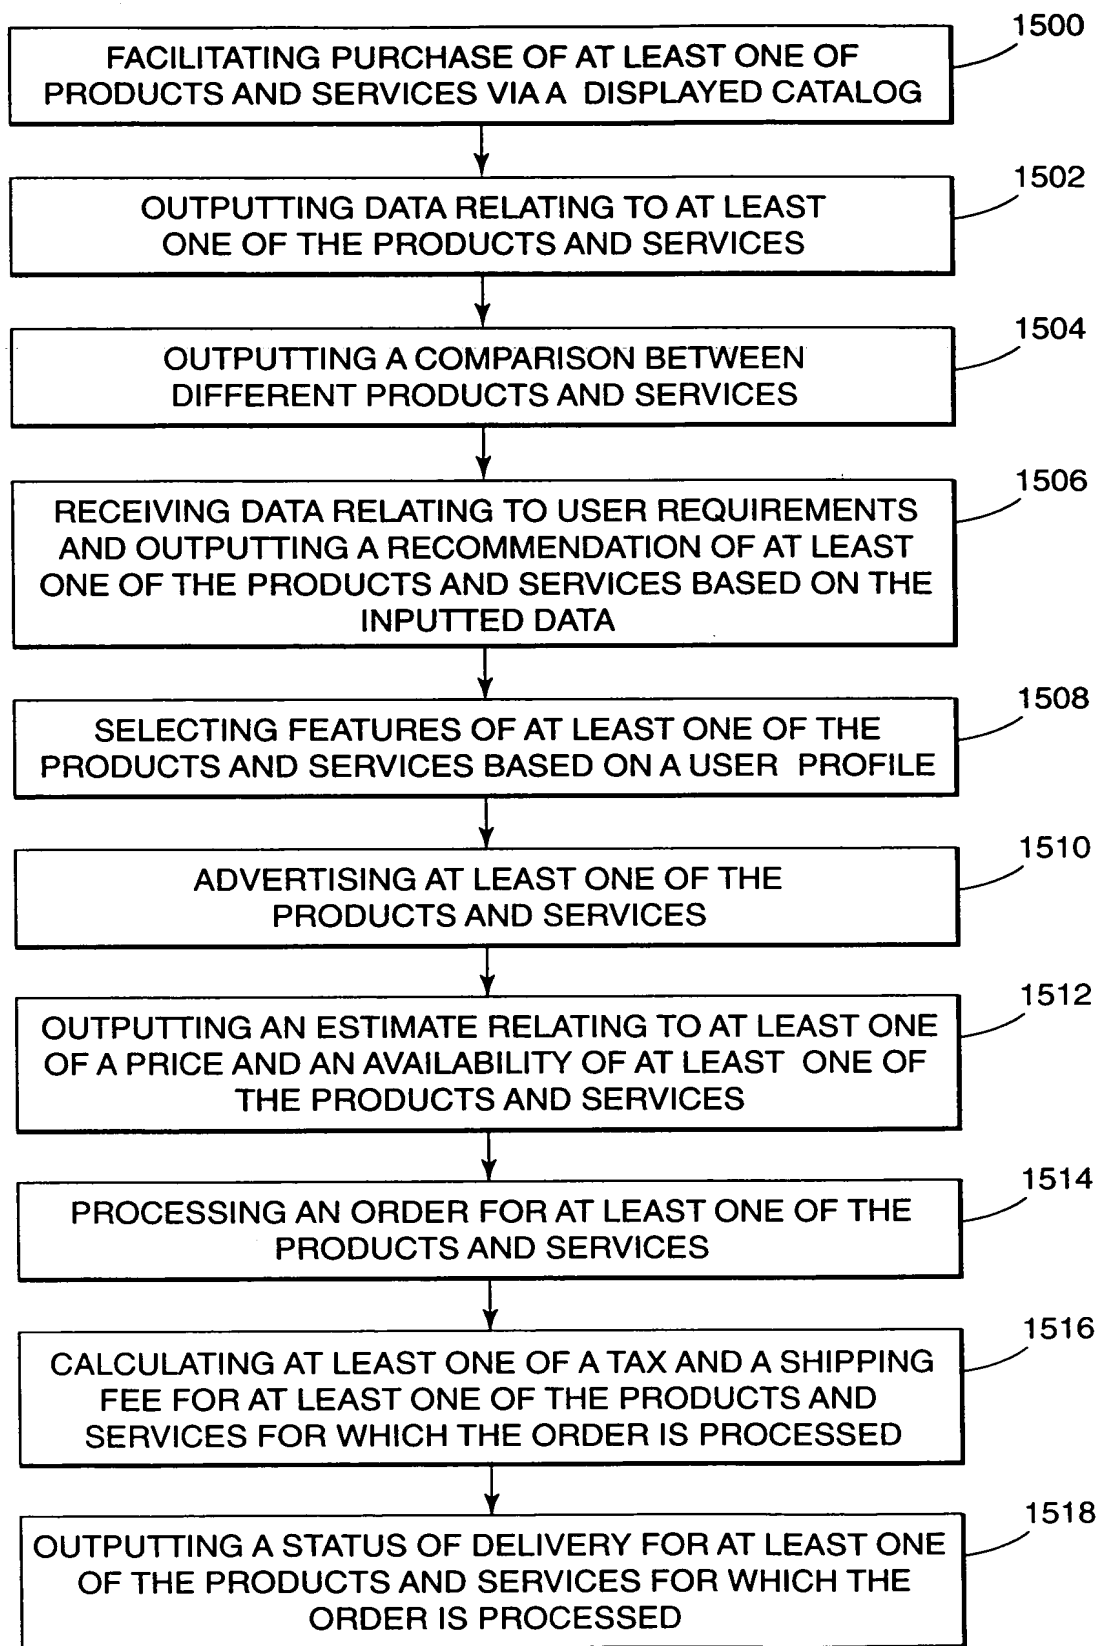 1500
FACILITATING PURCHASE OF AT LEAST ONE OF
PRODUCTS AND SERVICES VIA A DISPLAYED CATALOG
1502
OUTPUTTING DATA RELATING TO AT LEAST
ONE OF THE PRODUCTS AND SERVICES
1504
OUTPUTTING A COMPARISON BETWEEN
DIFFERENT PRODUCTS AND SERVICES
1506
RECEIVING DATA RELATING TO USER REQUIREMENTS
AND OUTPUTTING A RECOMMENDATION OF AT LEAST
ONE OF THE PRODUCTS AND SERVICES BASED ON THE
INPUTTED DATA
1508
SELECTING FEATURES OF AT LEAST ONE OF THE
PRODUCTS AND SERVICES BASED ON A USER PROFILE
1510
ADVERTISING AT LEAST ONE OF THE
PRODUCTS AND SERVICES
1512
OUTPUTTING AN ESTIMATE RELATING TO AT LEAST ONE
OF A PRICE AND AN AVAILABILITY OF AT LEAST ONE OF
THE PRODUCTS AND SERVICES
1514
PROCESSING AN ORDER FOR AT LEAST ONE OF THE
PRODUCTS AND SERVICES
1516
CALCULATING AT LEAST ONE OF A TAX AND A SHIPPING
FEE FOR AT LEAST ONE OF THE PRODUCTS AND
SERVICES FOR WHICH THE ORDER IS PROCESSED
1518
OUTPUTTING A STATUS OF DELIVERY FOR AT LEAST ONE
OF THE PRODUCTS AND SERVICES FOR WHICH THE
ORDER IS PROCESSED